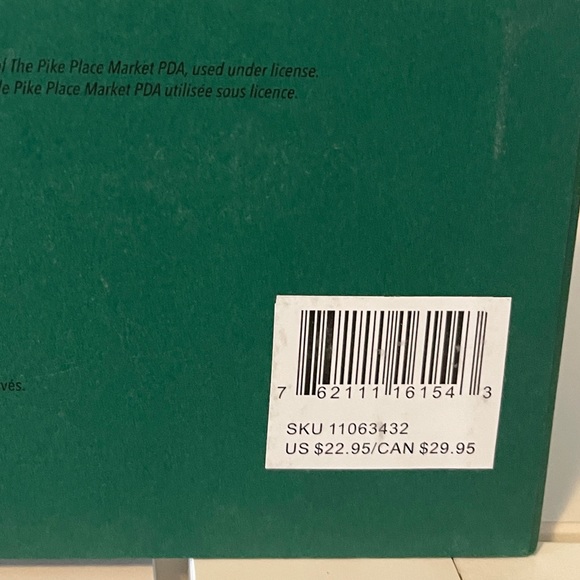 The Pike Place Market PDA, used under license.
Pike Place Market PDA utilisée sous licence.
vés.
7 62111 16154 3
SKU 11063432
US $22.95/CAN $29.95